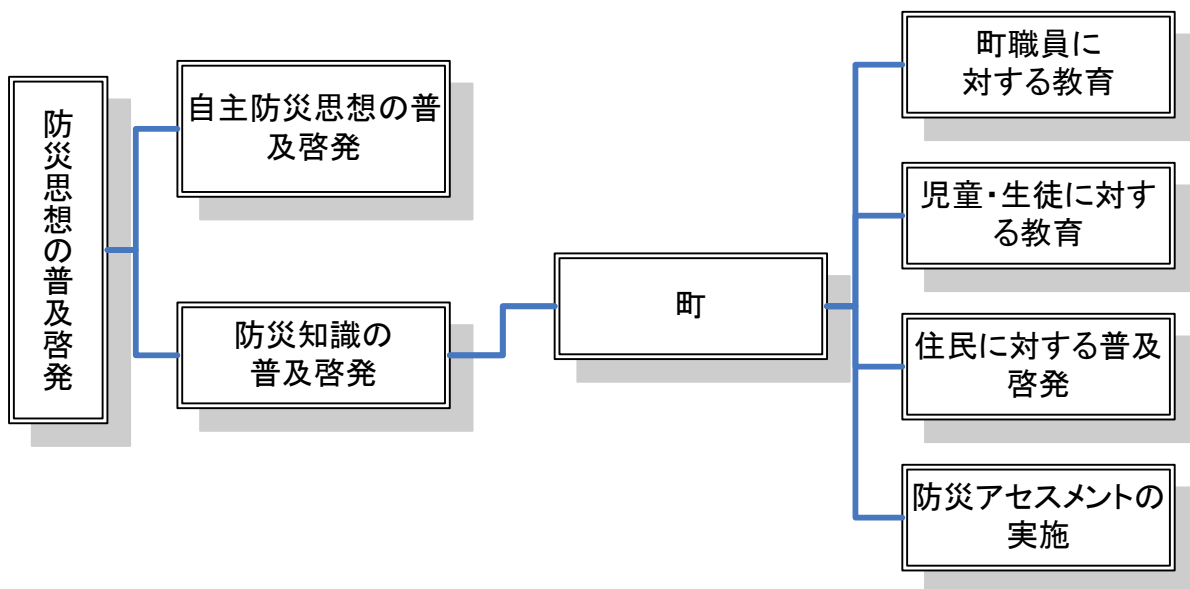 防災思想の普及啓発
自主防災思想の普
及啓発
防災知識の
普及啓発
町
町職員に
対する教育
児童・生徒に対す
る教育
住民に対する普及
啓発
防災アセスメントの
実施